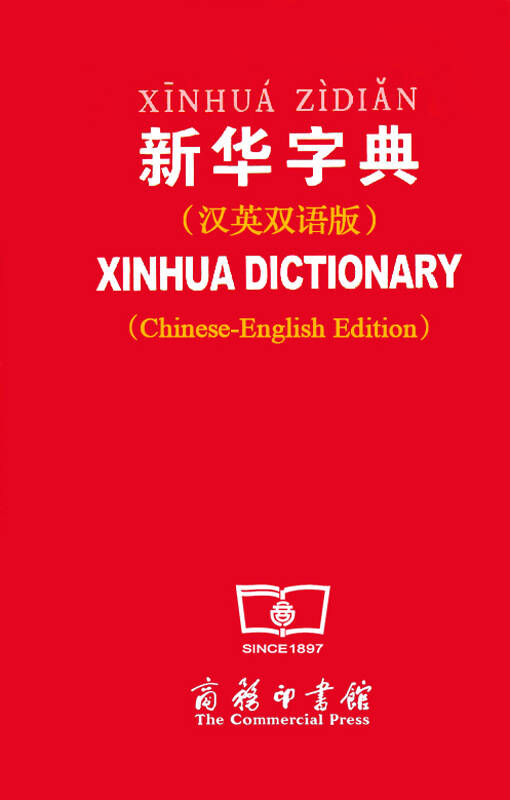 XĪNHUÁ ZÌDIǍN
新华字典
（汉英双语版）
XINHUA DICTIONARY
（Chinese-English Edition）
SINCE1897
商務印書館
The Commercial Press